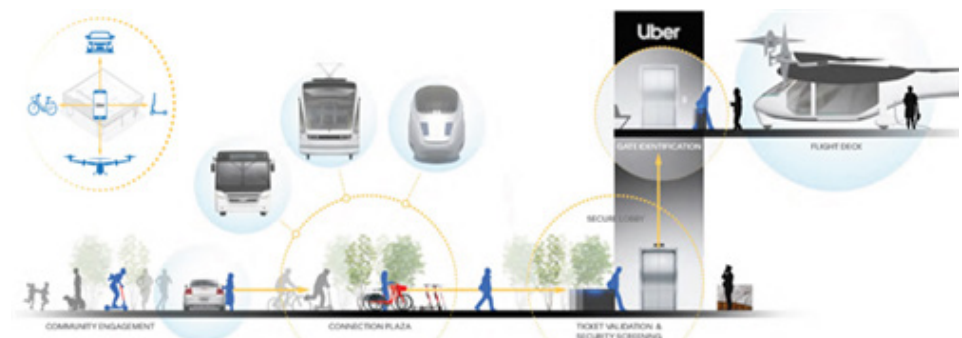 Uber
GATE IDENTIFICATION
FLIGHT DECK
SECURE LOBBY
COMMUNITY ENGAGEMENT
CONNECTION PLAZA
TICKET VALIDATION &
SECURITY SCREENING